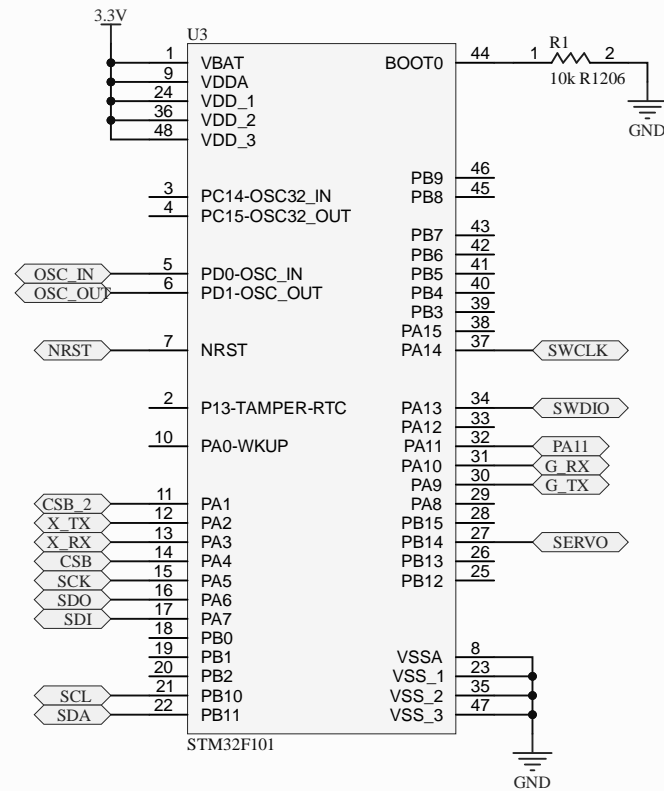 3.3V
U3
R1
1 VBAT BOOT0 44 1 2
9 VDDA 10k R1206
24 VDD_1
36 VDD_2 GND
48 VDD_3
PB9 46
3 PC14-OSC32_IN PB8 45
4 PC15-OSC32_OUT
PB7 43
PB6 42
OSC_IN 5 PD0-OSC_IN PB5 41
OSC_OUT 6 PD1-OSC_OUT PB4 40
PB3 39
PA15 38
NRST 7 NRST PA14 37 SWCLK
2 P13-TAMPER-RTC PA13 34 SWDIO
PA12 33
10 PA0-WKUP PA11 32 PA11
PA10 31 G_RX
PA9 30 G_TX
CSB_2 11 PA1 PA8 29
X_TX 12 PA2 PB15 28
X_RX 13 PA3 PB14 27 SERVO
CSB 14 PA4 PB13 26
SCK 15 PA5 PB12 25
SDO 16 PA6
SDI 17 PA7
18 PB0
19 PB1 VSSA 8
20 PB2 VSS_1 23
SCL 21 PB10 VSS_2 35
SDA 22 PB11 VSS_3 47
STM32F101
GND